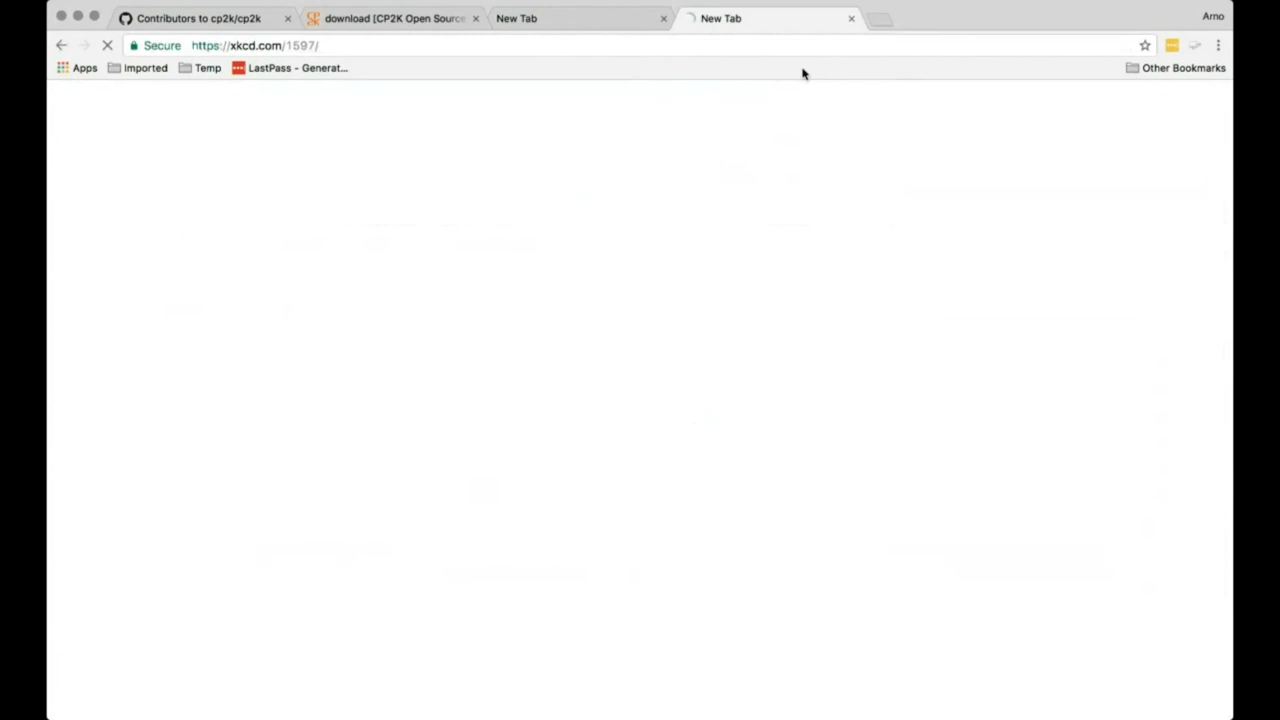 Contributors to cp2k/cp2k
download [CP2K Open Source
New Tab
New Tab
Arno
Secure https://xkcd.com/1597/
Apps
Imported
Temp
LastPass - Generat...
Other Bookmarks